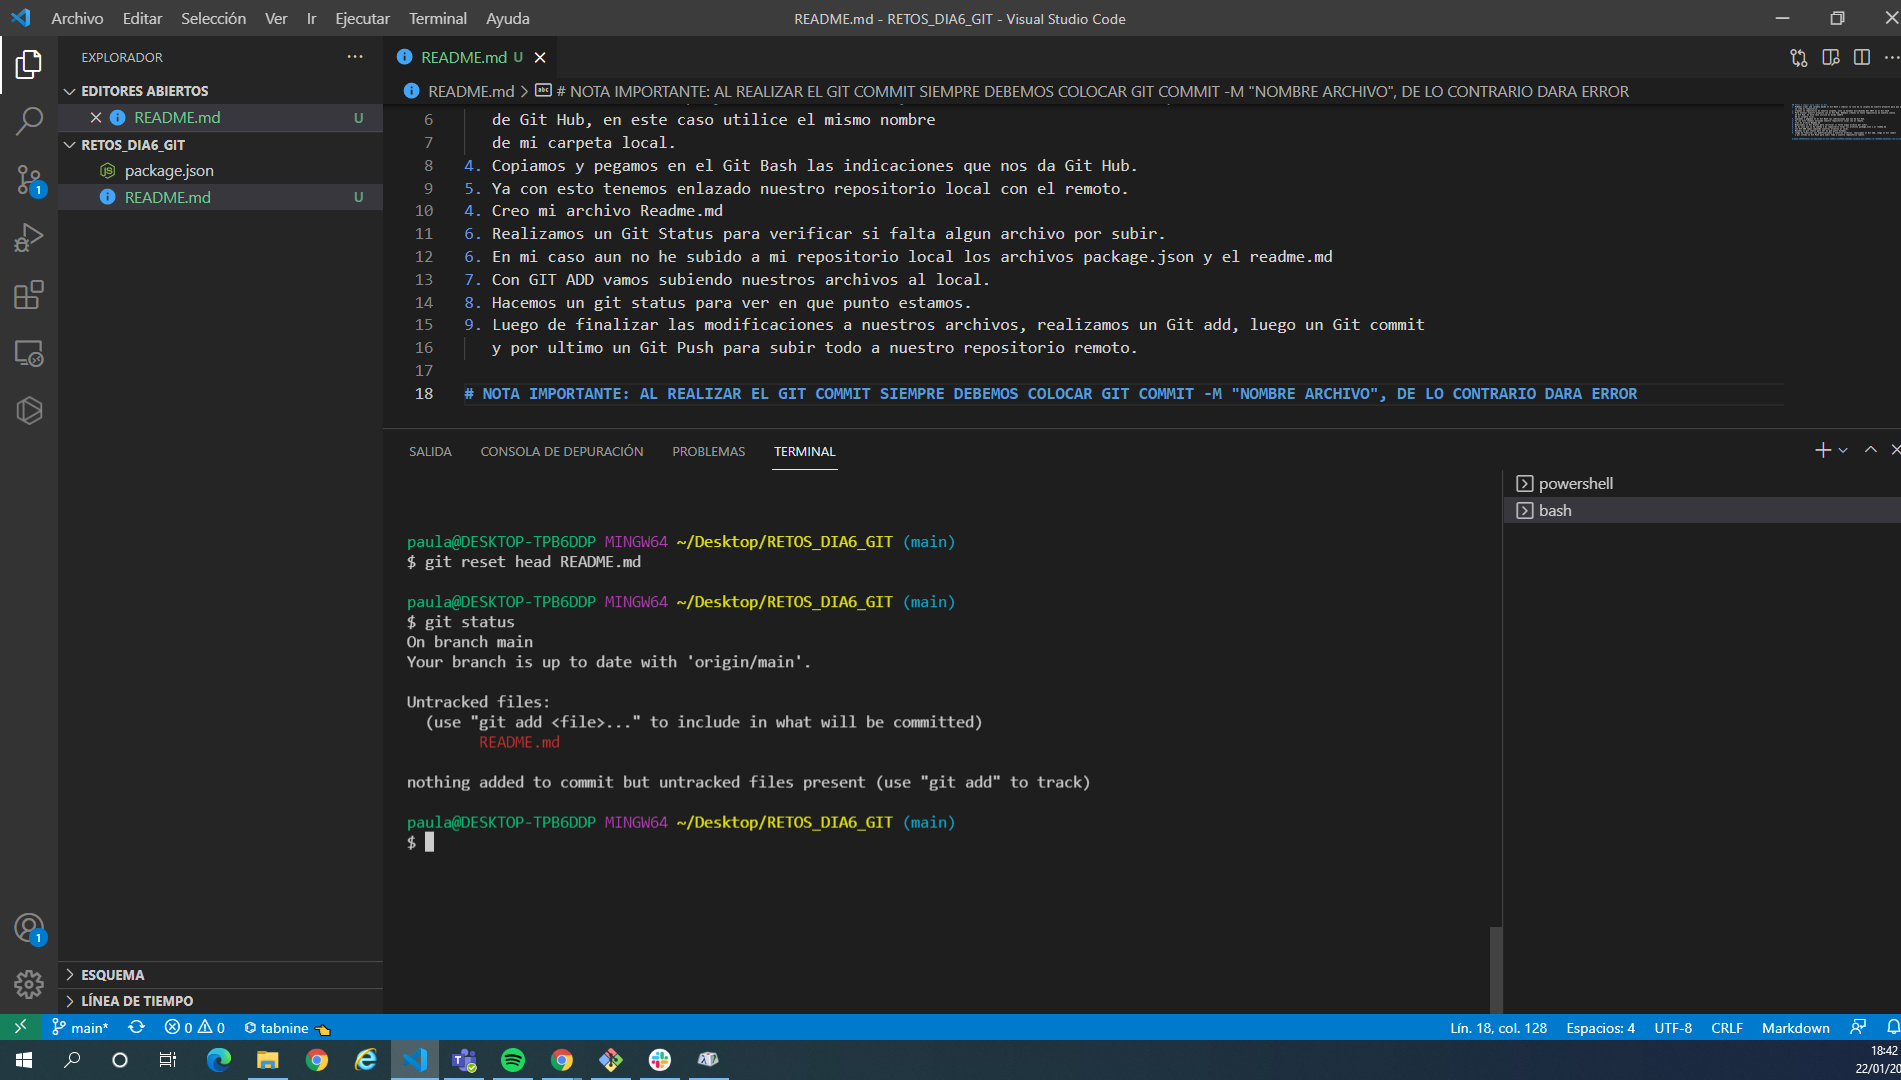 Archivo Editar Selección Ver Ir Ejecutar Terminal Ayuda
README.md - RETOS_DIA6_GIT - Visual Studio Code
EXPLORADOR
EDITORES ABIERTOS
README.md U
RETOS_DIA6_GIT
package.json
README.md U
1
1
ESQUEMA
LÍNEA DE TIEMPO
README.md U
README.md > # NOTA IMPORTANTE: AL REALIZAR EL GIT COMMIT SIEMPRE DEBEMOS COLOCAR GIT COMMIT -M "NOMBRE ARCHIVO", DE LO CONTRARIO DARA ERROR
6 de Git Hub, en este caso utilice el mismo nombre
7 de mi carpeta local.
8 4. Copiamos y pegamos en el Git Bash las indicaciones que nos da Git Hub.
9 5. Ya con esto tenemos enlazado nuestro repositorio local con el remoto.
10 4. Creo mi archivo Readme.md
11 6. Realizamos un Git Status para verificar si falta algun archivo por subir.
12 6. En mi caso aun no he subido a mi repositorio local los archivos package.json y el readme.md
13 7. Con GIT ADD vamos subiendo nuestros archivos al local.
14 8. Hacemos un git status para ver en que punto estamos.
15 9. Luego de finalizar las modificaciones a nuestros archivos, realizamos un Git add, luego un Git commit
16 y por ultimo un Git Push para subir todo a nuestro repositorio remoto.
17
18 # NOTA IMPORTANTE: AL REALIZAR EL GIT COMMIT SIEMPRE DEBEMOS COLOCAR GIT COMMIT -M "NOMBRE ARCHIVO", DE LO CONTRARIO DARA ERROR
SALIDA CONSOLA DE DEPURACIÓN PROBLEMAS TERMINAL
powershell
bash
paula@DESKTOP-TPB6DDP MINGW64 ~/Desktop/RETOS_DIA6_GIT (main)
$ git reset head README.md
paula@DESKTOP-TPB6DDP MINGW64 ~/Desktop/RETOS_DIA6_GIT (main)
$ git status
On branch main
Your branch is up to date with 'origin/main'.
Untracked files:
(use "git add <file>..." to include in what will be committed)
README.md
nothing added to commit but untracked files present (use "git add" to track)
paula@DESKTOP-TPB6DDP MINGW64 ~/Desktop/RETOS_DIA6_GIT (main)
$
main* 0 0 tabnine
Lín. 18, col. 128 Espacios: 4 UTF-8 CRLF Markdown
18:42
22/01/20